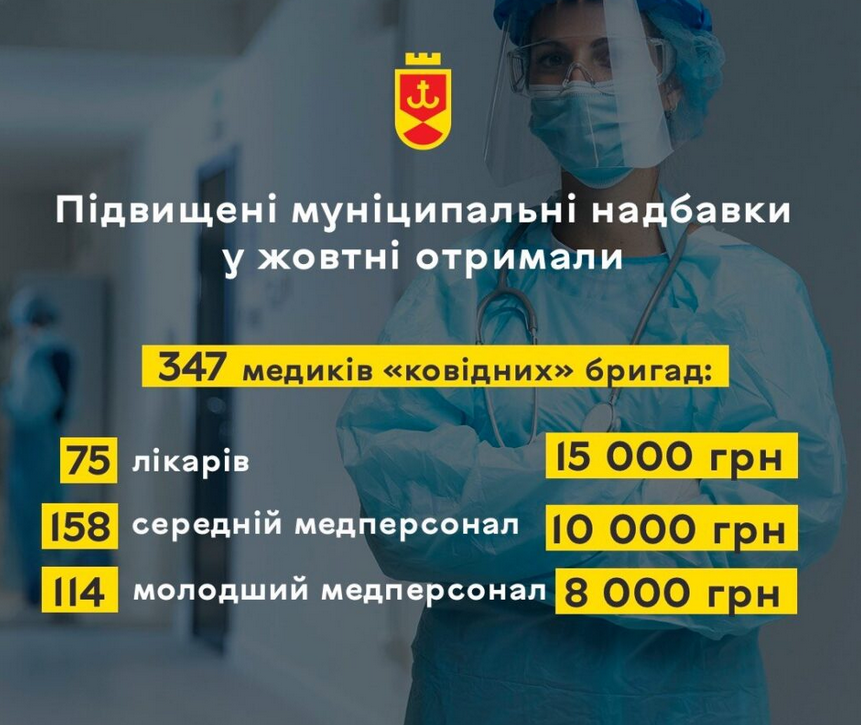 Підвищені муніципальні надбавки
у жовтні отримали
347 медиків «ковідних» бригад:
75 лікарів 15 000 грн
158 середній медперсонал 10 000 грн
114 молодший медперсонал 8 000 грн